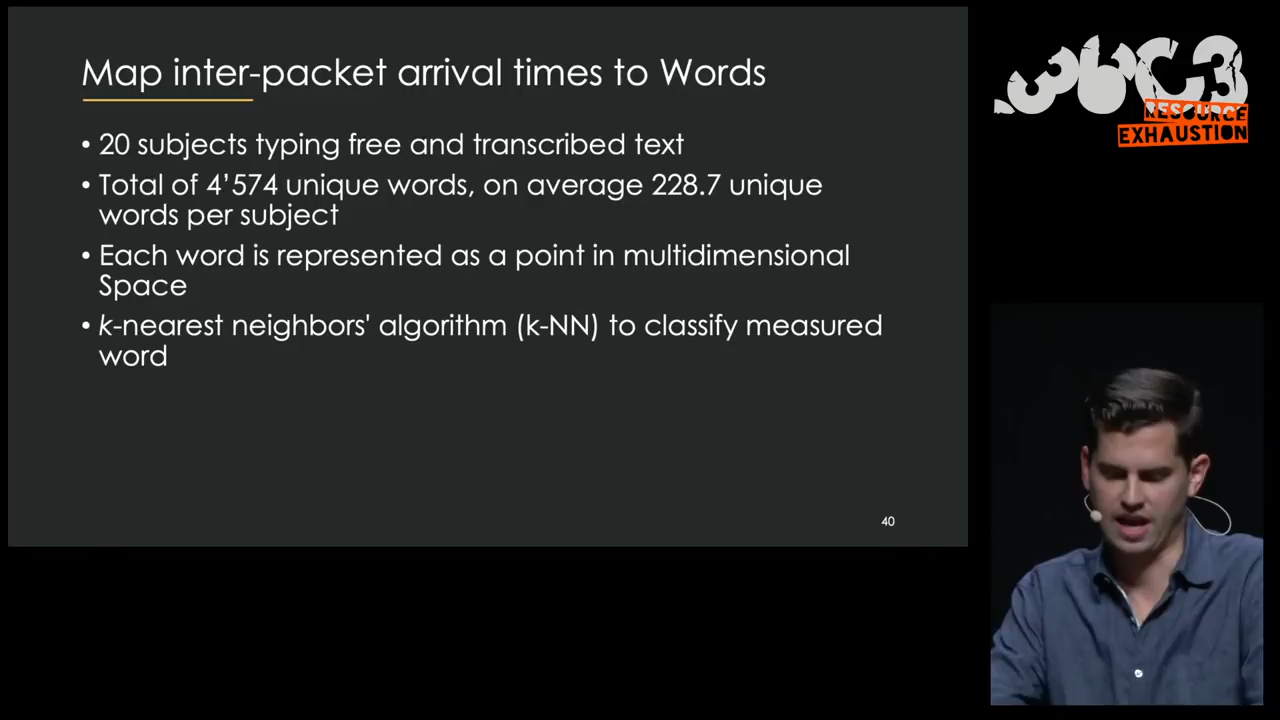 Map inter-packet arrival times to Words
• 20 subjects typing free and transcribed text
• Total of 4’574 unique words, on average 228.7 unique
words per subject
• Each word is represented as a point in multidimensional
Space
• k-nearest neighbors' algorithm (k-NN) to classify measured
word
40
36C3
RESOURCE
EXHAUSTION